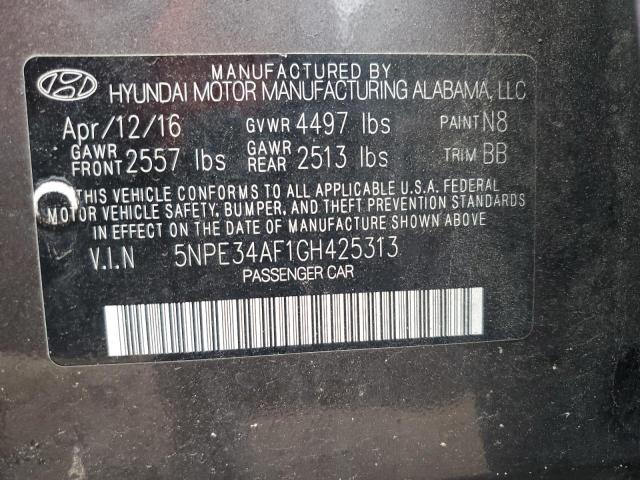 MANUFACTURED BY
HYUNDAI MOTOR MANUFACTURING ALABAMA, LLC
Apr/12/16 GVWR 4497 lbs PAINT N8
GAWR FRONT 2557 lbs GAWR REAR 2513 lbs TRIM BB
THIS VEHICLE CONFORMS TO ALL APPLICABLE U.S.A. FEDERAL
MOTOR VEHICLE SAFETY, BUMPER, AND THEFT PREVENTION STANDARDS
IN EFFECT ON THE DATE OF MANUFACTURE SHOWN ABOVE.
V.I.N 5NPE34AF1GH425313
PASSENGER CAR